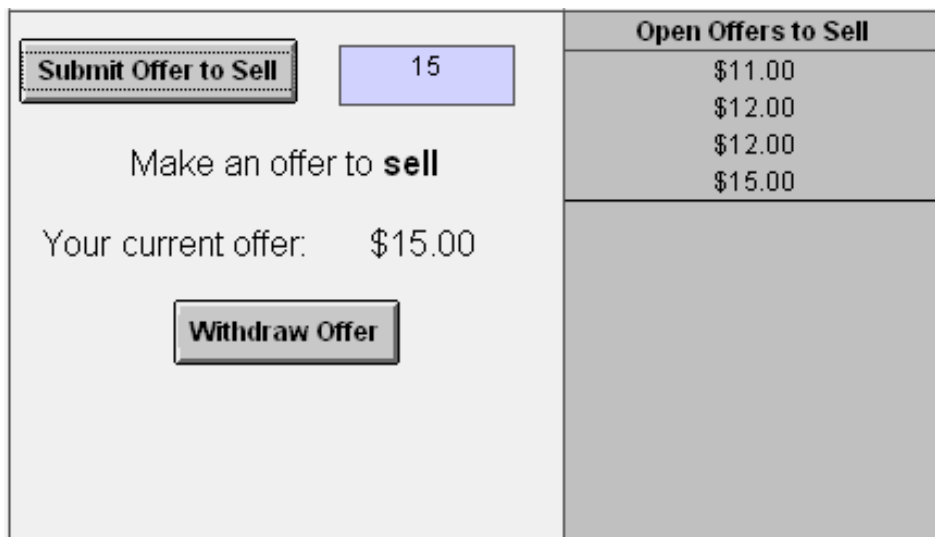 Submit Offer to Sell
15
Make an offer to sell
Your current offer: $15.00
Withdraw Offer
Open Offers to Sell
$11.00
$12.00
$12.00
$15.00